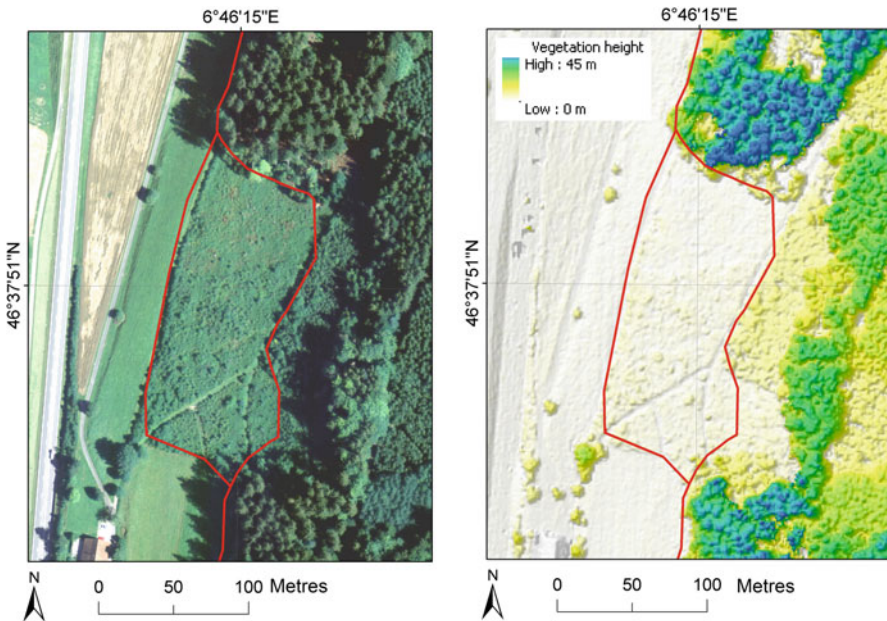 6°46'15"E
46°37'51"N
N
0 50 100 Metres
6°46'15"E
Vegetation height
High : 45 m
Low : 0 m
46°37'51"N
N
0 50 100 Metres